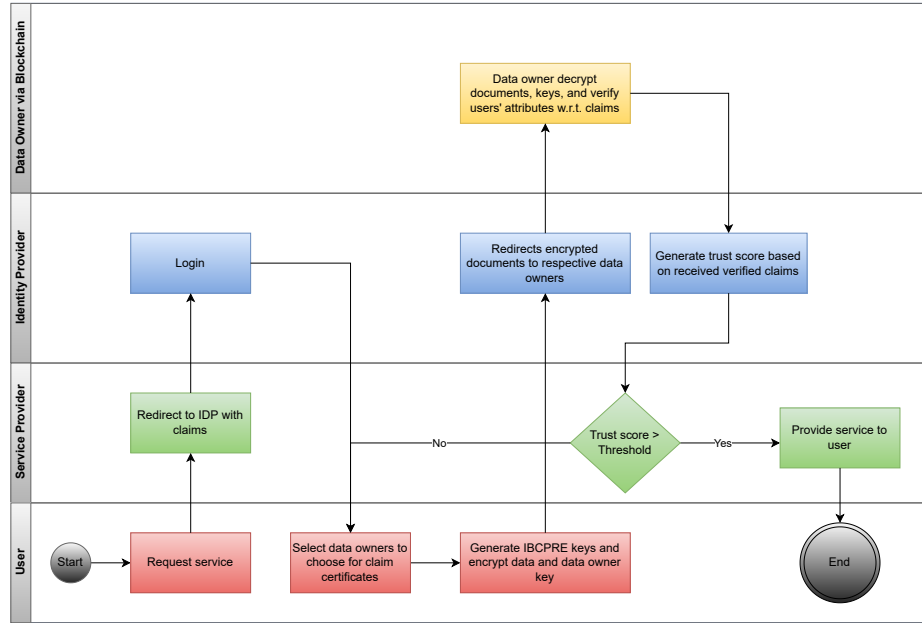 Data Owner via Blockchain
Data owner decrypt
documents, keys, and verify
users' attributes w.r.t. claims
Identity Provider
Login
Redirects encrypted
documents to respective data
owners
Generate trust score based
on received verified claims
Service Provider
Redirect to IDP with
claims
No
Trust score >
Threshold
Yes
Provide service to
user
User
Start
Request service
Select data owners to
choose for claim
certificates
Generate IBCPRE keys and
encrypt data and data owner
key
End